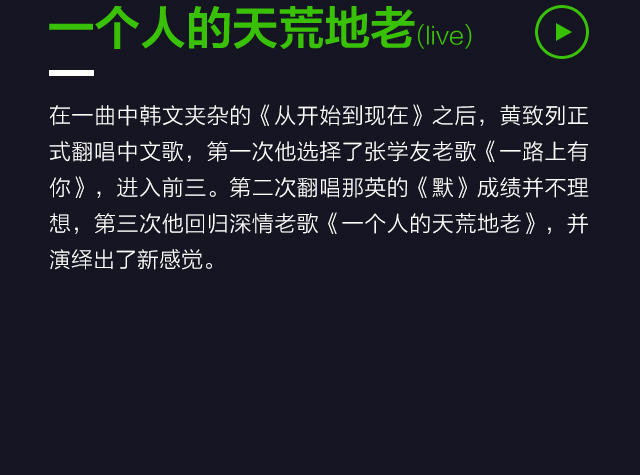 一个人的天荒地老(live)
在一曲中韩文夹杂的《从开始到现在》之后，黄致列正
式翻唱中文歌，第一次他选择了张学友老歌《一路上有
你》，进入前三。第二次翻唱那英的《默》成绩并不理
想，第三次他回归深情老歌《一个人的天荒地老》，并
演绎出了新感觉。